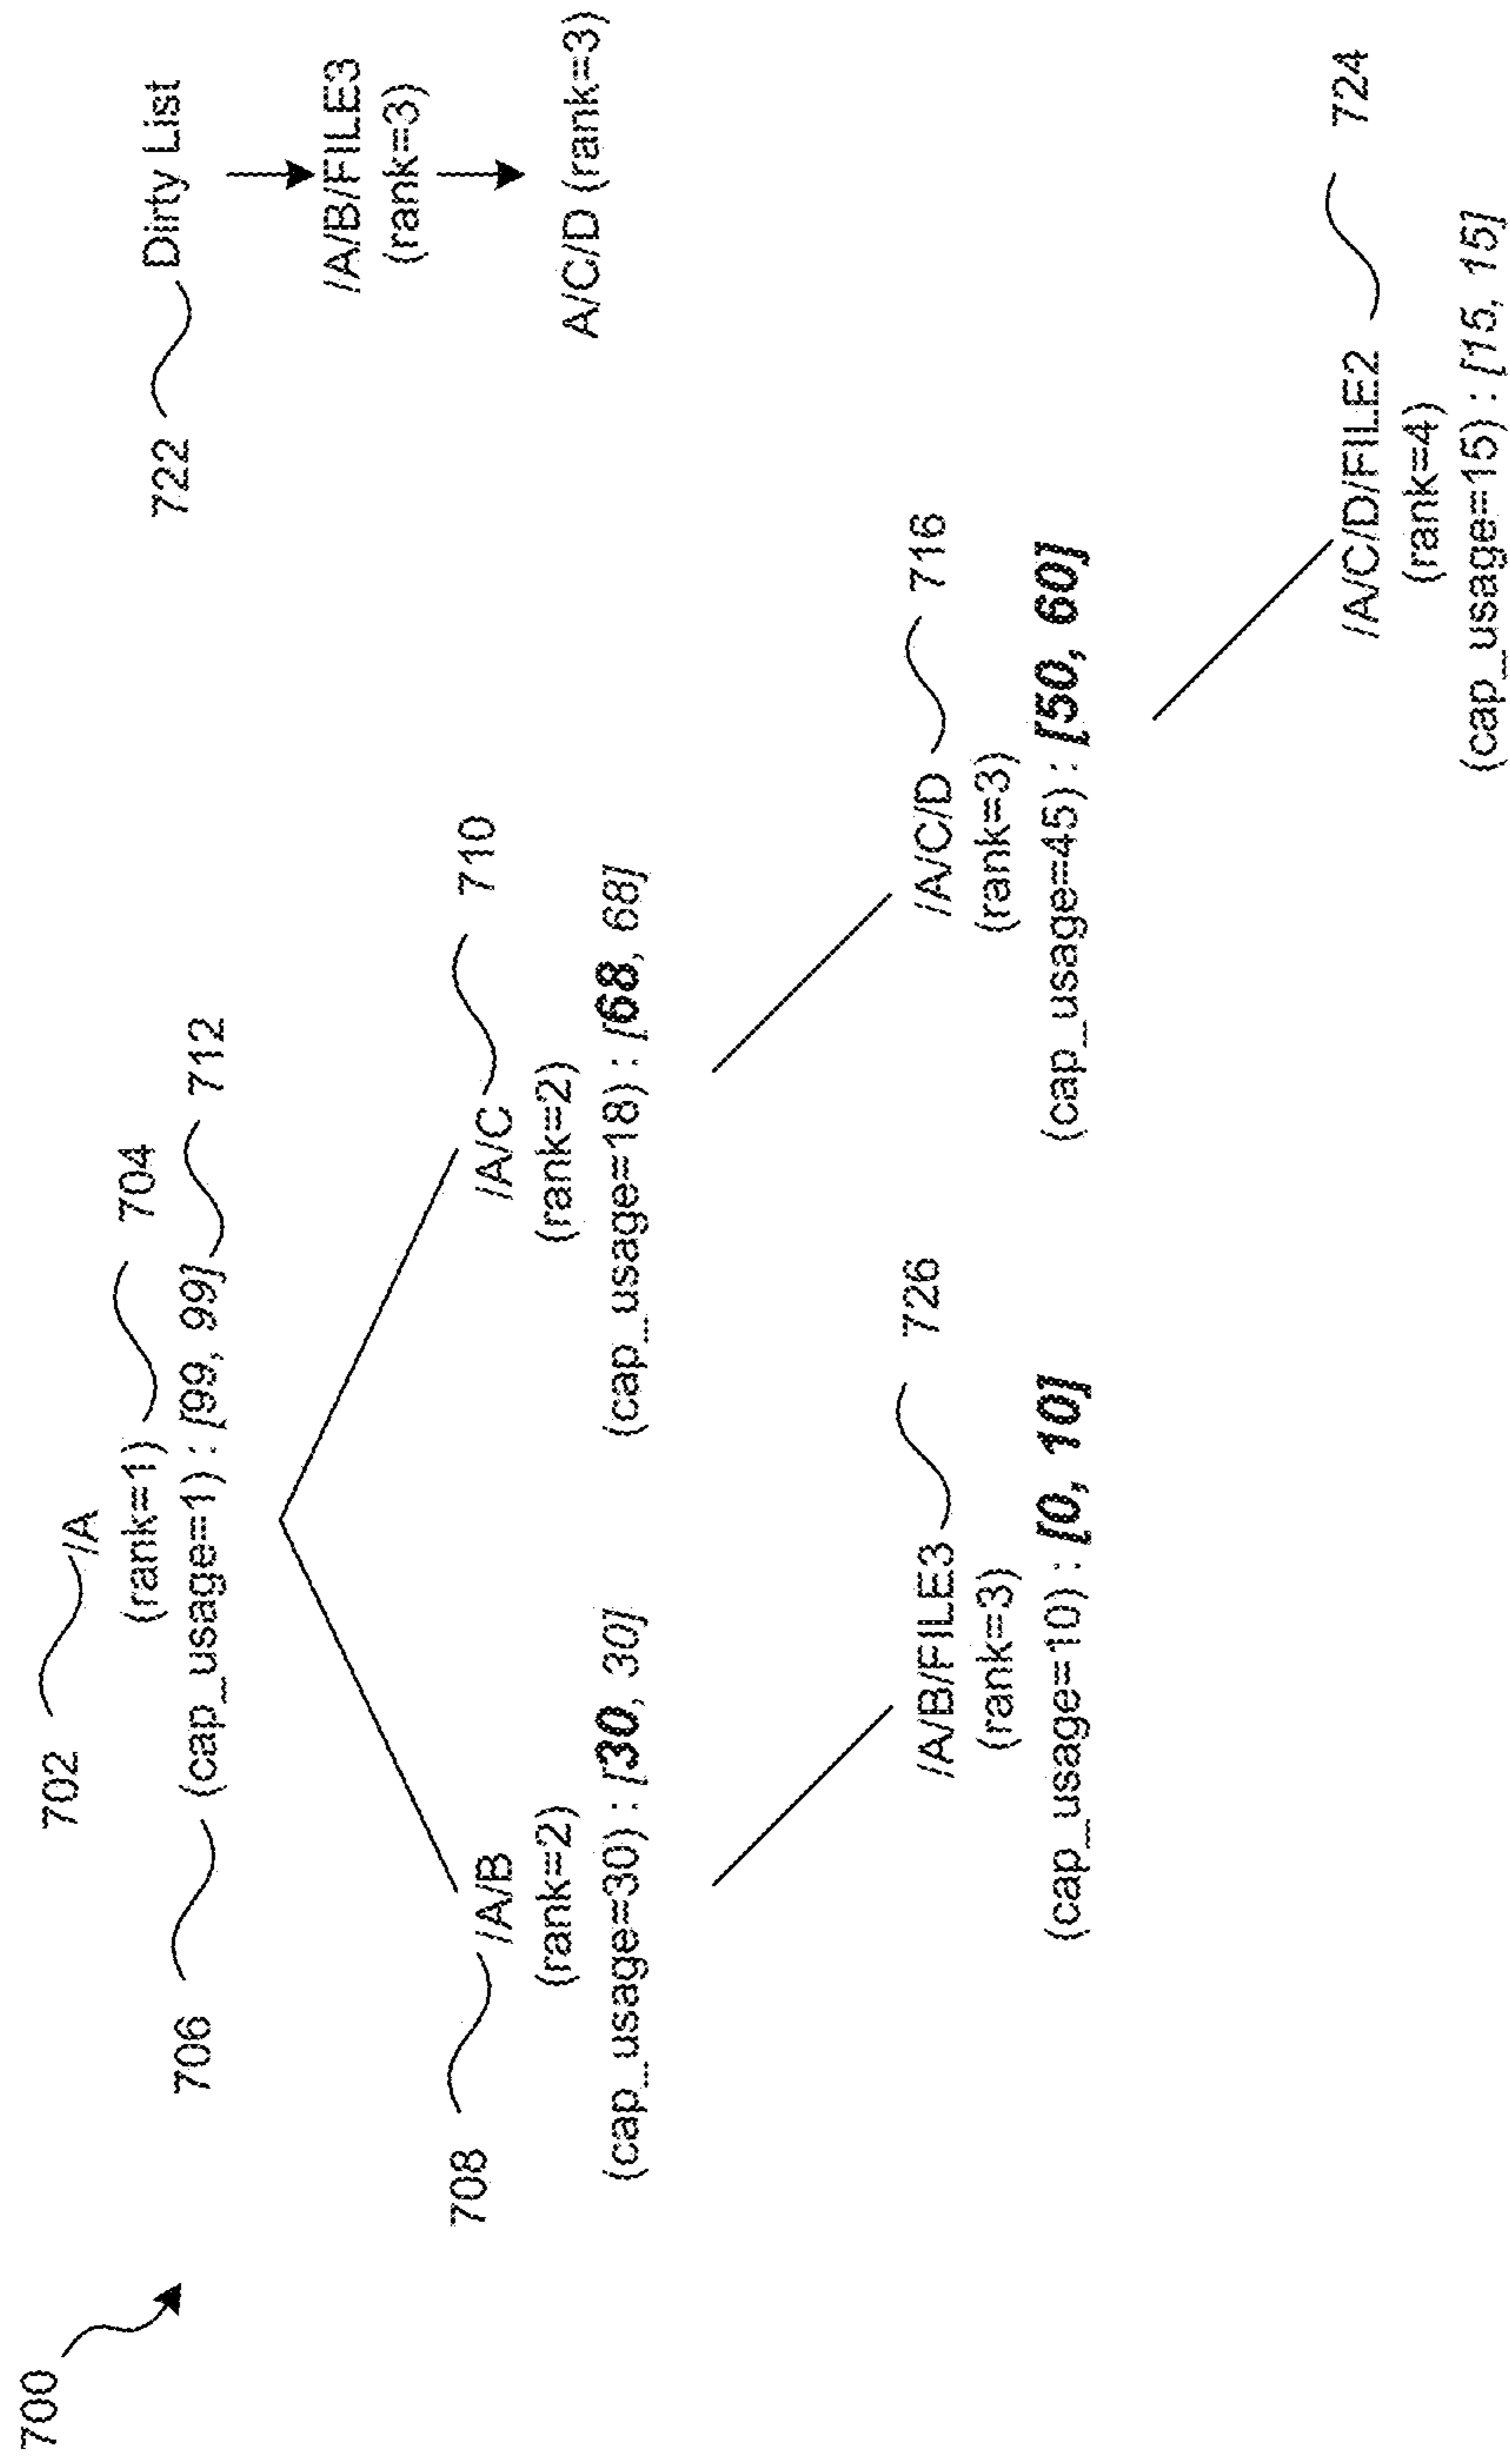 700
702
/A
(rank=1)
704
706
(cap_usage=1) : [99, 99]
712
722
Dirty List
/A/B/FILE3
(rank=3)
A/C/D (rank=3)
708
/A/B
(rank=2)
(cap_usage=30) : [30, 30]
/A/C
710
(rank=2)
(cap_usage=18) : [68, 68]
/A/B/FILE3
726
(rank=3)
(cap_usage=10) : [0, 10]
/A/C/D
716
(rank=3)
(cap_usage=45) : [50, 60]
/A/C/D/FILE2
724
(rank=4)
(cap_usage=15) : [15, 15]